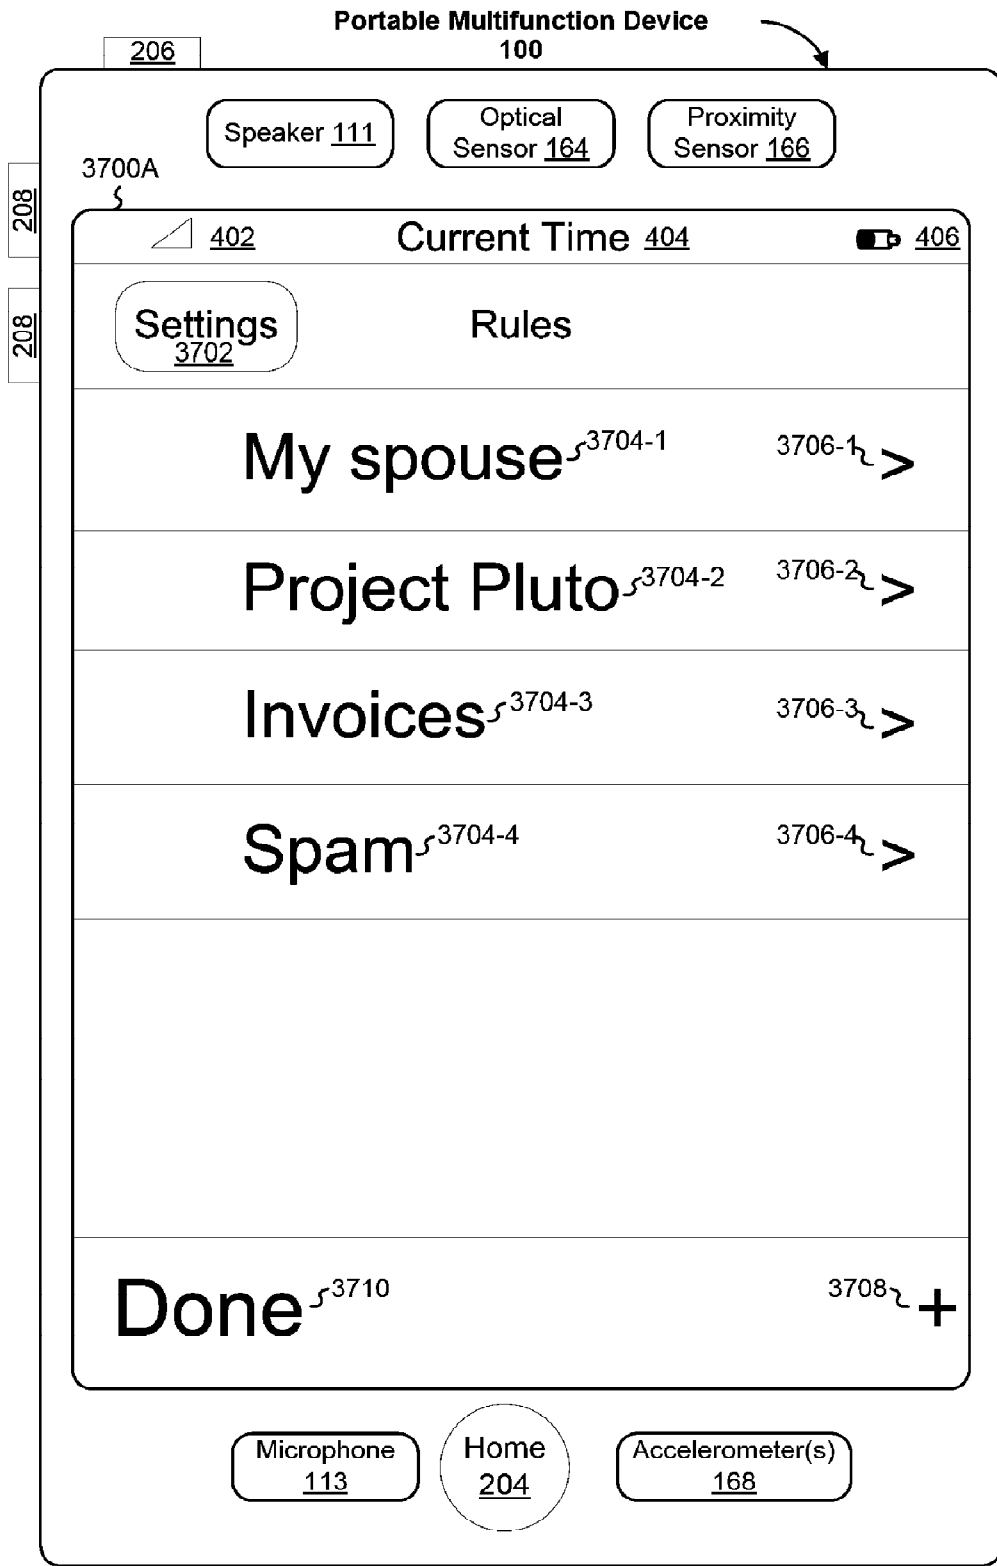 Portable Multifunction Device
100
206
Speaker 111
Optical
Sensor 164
Proximity
Sensor 166
3700A
208
402
Current Time 404
406
208
Settings
3702
Rules
My spouse 3704-1
3706-1 >
Project Pluto 3704-2
3706-2 >
Invoices 3704-3
3706-3 >
Spam 3704-4
3706-4 >
Done 3710
3708 +
Microphone
113
Home
204
Accelerometer(s)
168